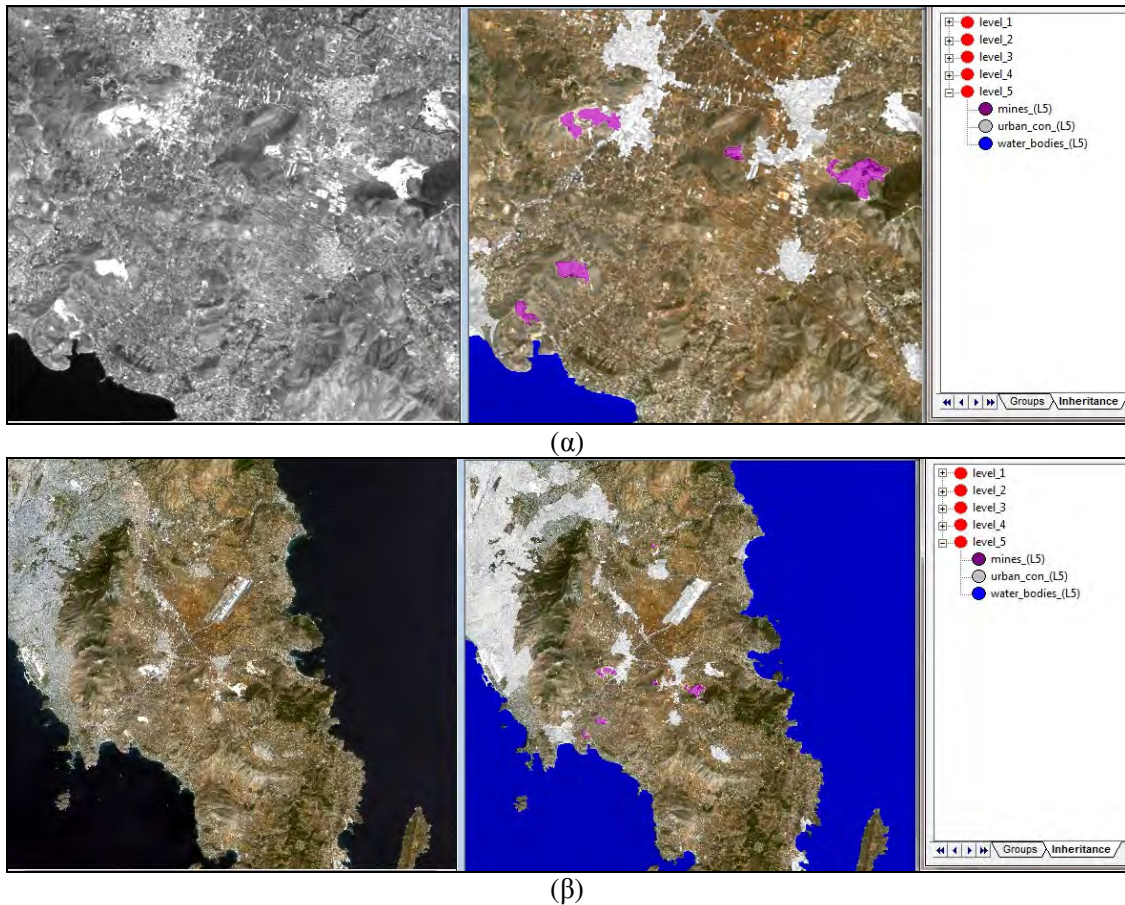 level_1
level_2
level_3
level_4
level_5
mines_(L5)
urban_con_(L5)
water_bodies_(L5)
Groups Inheritance
(α)
level_1
level_2
level_3
level_4
level_5
mines_(L5)
urban_con_(L5)
water_bodies_(L5)
Groups Inheritance
(β)